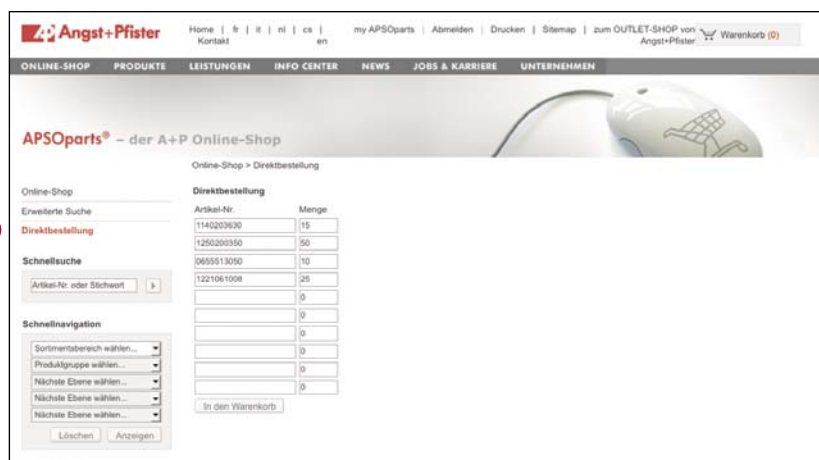 Angst+Pfister
Home | fr | it | nl | cs | en
Kontakt
my APSOparts | Abmelden | Drucken | Sitemap | zum OUTLET-SHOP von
Angst+Pfister
Warenkorb (0)
ONLINE-SHOP PRODUKTE LEISTUNGEN INFO CENTER NEWS JOBS & KARRIERE UNTERNEHMEN
APSOparts® – der A+P Online-Shop
Online-Shop > Direktbestellung
Online-Shop
Erweiterte Suche
Direktbestellung
Schnellsuche
Artikel-Nr. oder Stichwort
Schnellnavigation
Sortimentsbereich wählen...
Produktgruppe wählen...
Nächste Ebene wählen...
Nächste Ebene wählen...
Nächste Ebene wählen...
Löschen Anzeigen
Direktbestellung
Artikel-Nr. Menge
1140203630 15
1250200350 50
0655513050 10
1221061008 25
0
0
0
0
0
0
In den Warenkorb